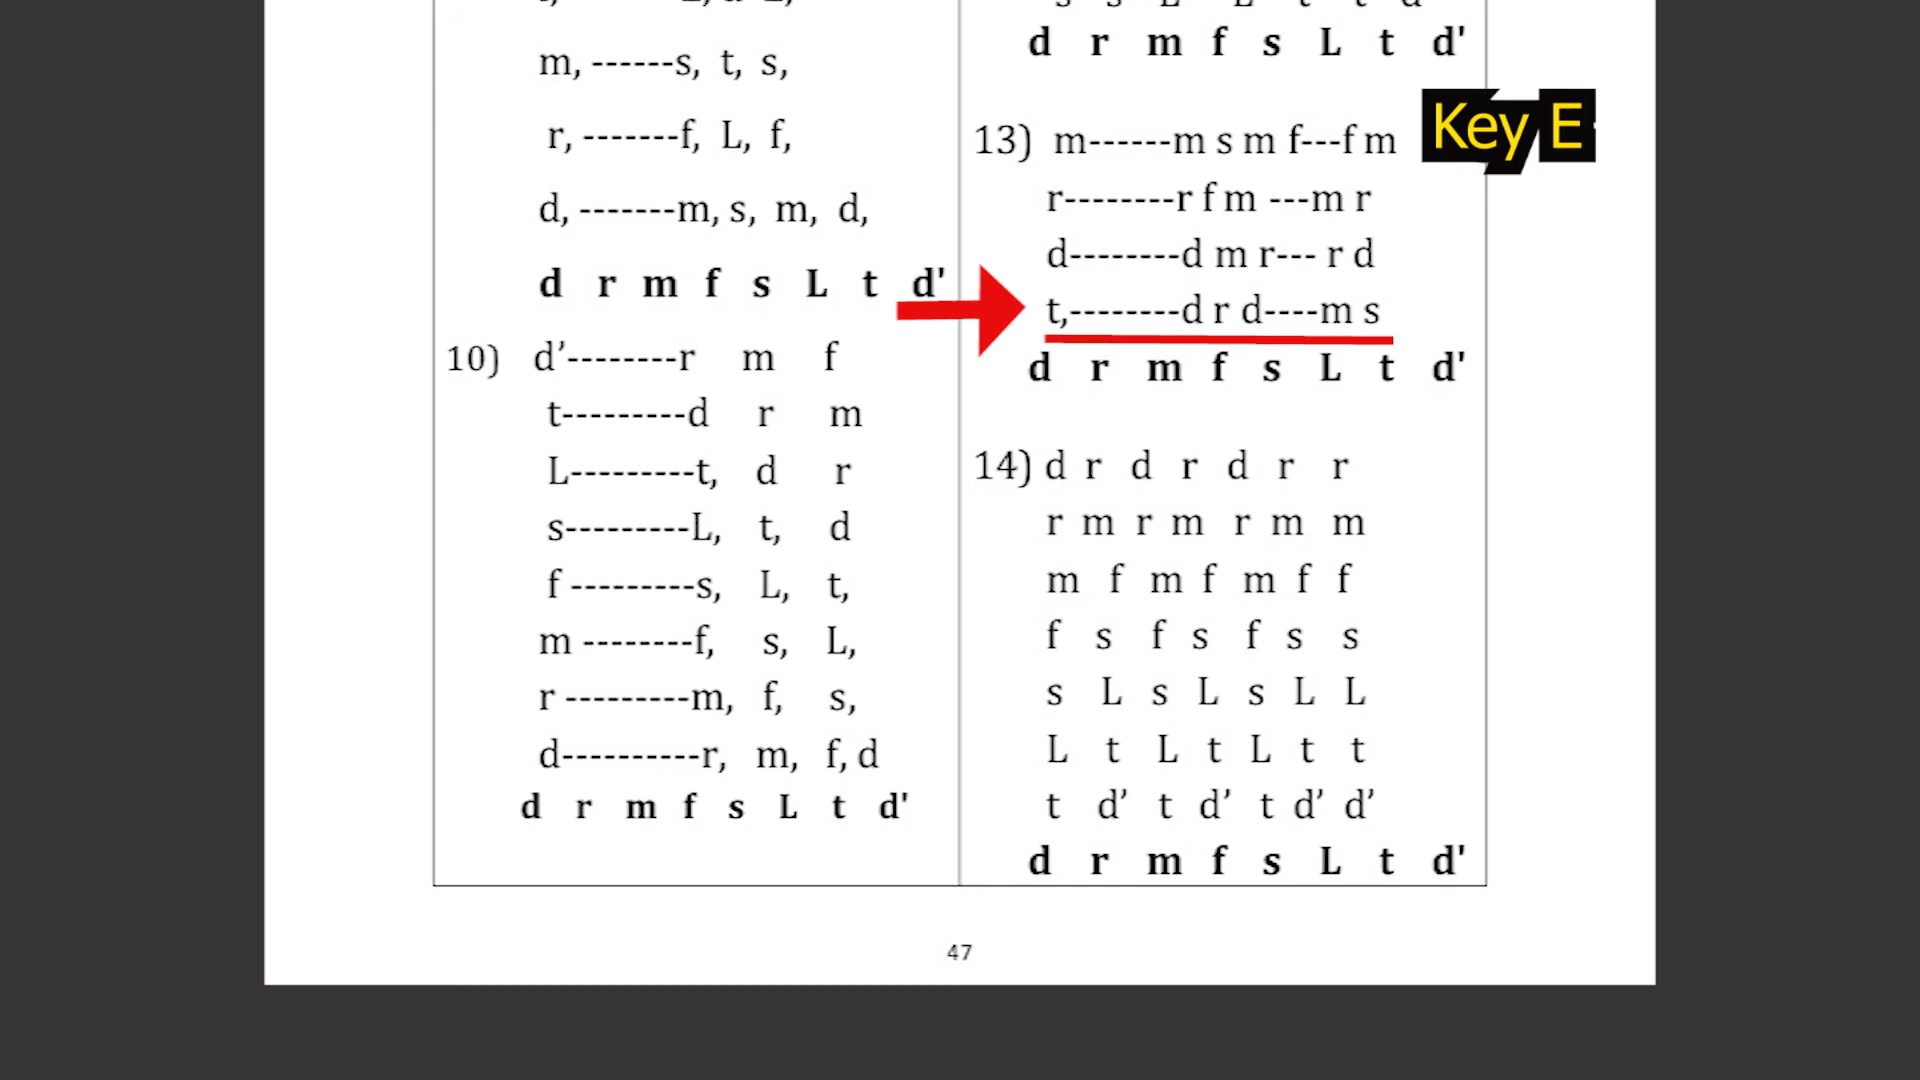 m, ------s, t, s,
r, -------f, L, f,
d, -------m, s, m, d,
d r m f s L t d'
10) d’--------r m f
t---------d r m
L---------t, d r
s---------L, t, d
f ---------s, L, t,
m --------f, s, L,
r ---------m, f, s,
d----------r, m, f, d
d r m f s L t d'
d r m f s L t d'
13) m------m s m f---f m
Key E
r--------r f m ---m r
d--------d m r--- r d
t,--------d r d----m s
d r m f s L t d'
14) d r d r d r r
r m r m r m m
m f m f m f f
f s f s f s s
s L s L s L L
L t L t L t t
t d’ t d’ t d’ d’
d r m f s L t d'
47